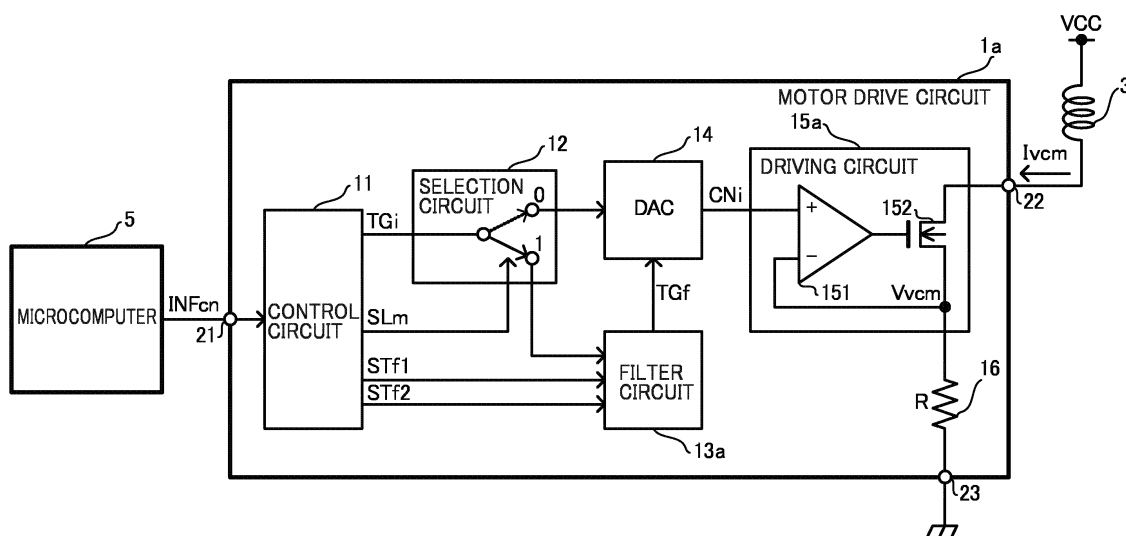 VCC
1a
3
MOTOR DRIVE CIRCUIT
15a
Ivcm
12
14
DRIVING CIRCUIT
11
SELECTION
CIRCUIT
0
DAC
CNi
152
22
5
TGi
1
+
−
151
Vvcm
MICROCOMPUTER
INFcn
21
CONTROL
CIRCUIT
SLm
TGf
STf1
STf2
FILTER
CIRCUIT
13a
R
16
23